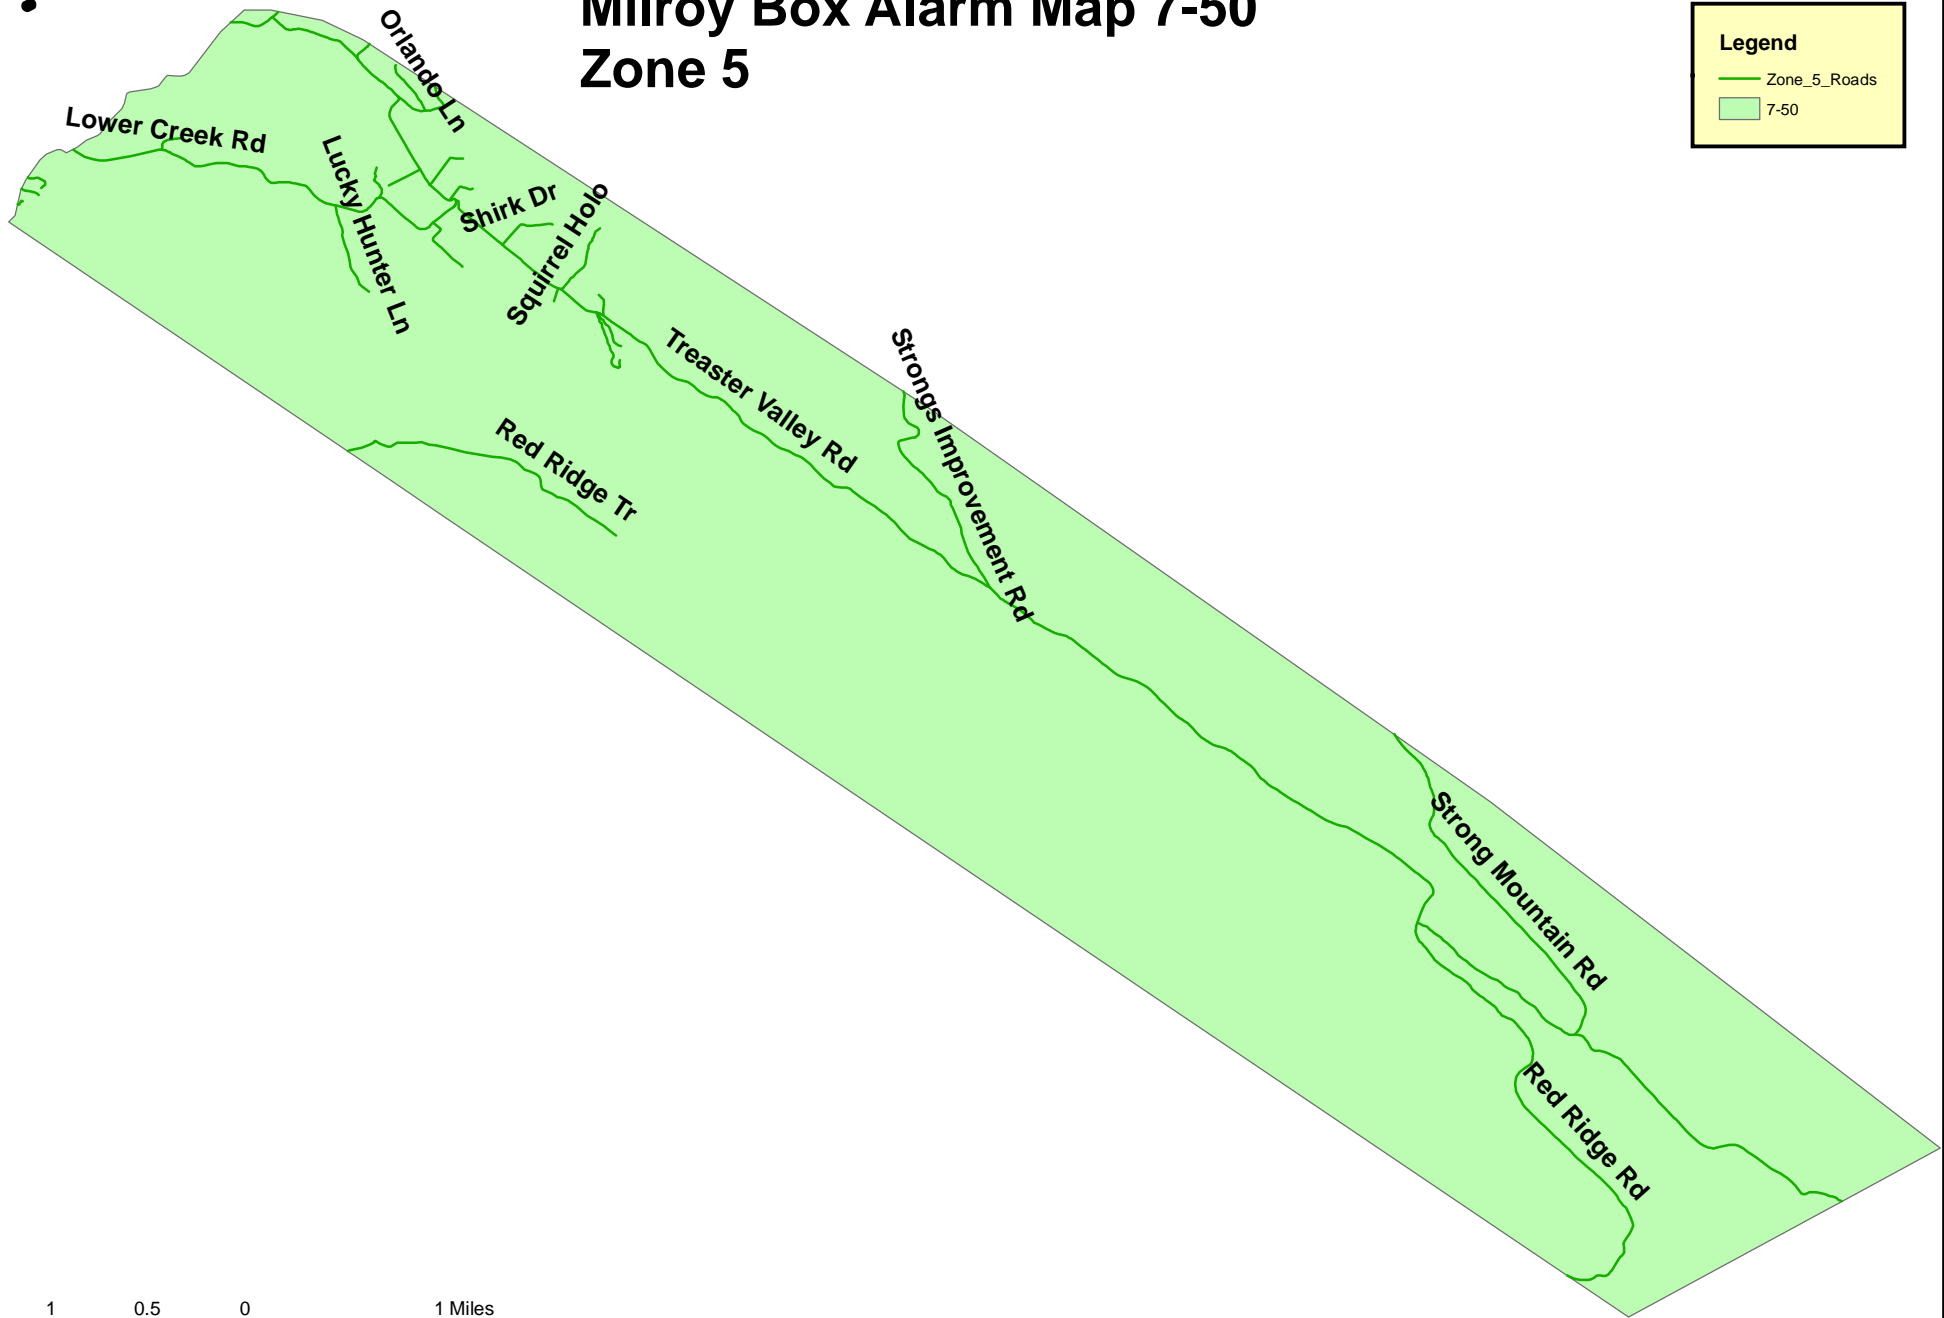 Milroy Box Alarm Map 7-50
Zone 5
Legend
Zone_5_Roads
7-50
Orlando Ln
Lower Creek Rd
Lucky Hunter Ln
Shirk Dr
Squirrel Holo
Treaster Valley Rd
Strongs Improvement Rd
Red Ridge Tr
Strong Mountain Rd
Red Ridge Rd
1 0.5 0 1 Miles